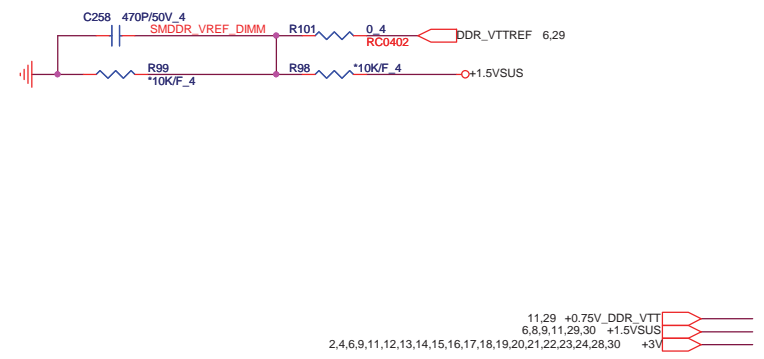 C258 470P/50V_4
SMDDR_VREF_DIMM
R101 0_4
RC0402
DDR_VTTREF 6,29
R99
*10K/F_4
R98 *10K/F_4
+1.5VSUS
11,29 +0.75V_DDR_VTT
6,8,9,11,29,30 +1.5VSUS
2,4,6,9,11,12,13,14,15,16,17,18,19,20,21,22,23,24,28,30 +3V